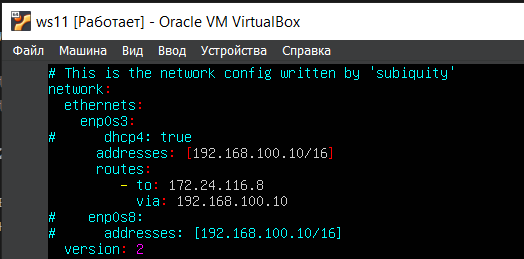 ws11 [Работает] - Oracle VM VirtualBox
Файл Машина Вид Ввод Устройства Справка
# This is the network config written by 'subiquity'
network:
  ethernets:
    enp0s3:
#      dhcp4: true
      addresses: [192.168.100.10/16]
      routes:
         - to: 172.24.116.8
           via: 192.168.100.10
#    enp0s8:
#      addresses: [192.168.100.10/16]
  version: 2